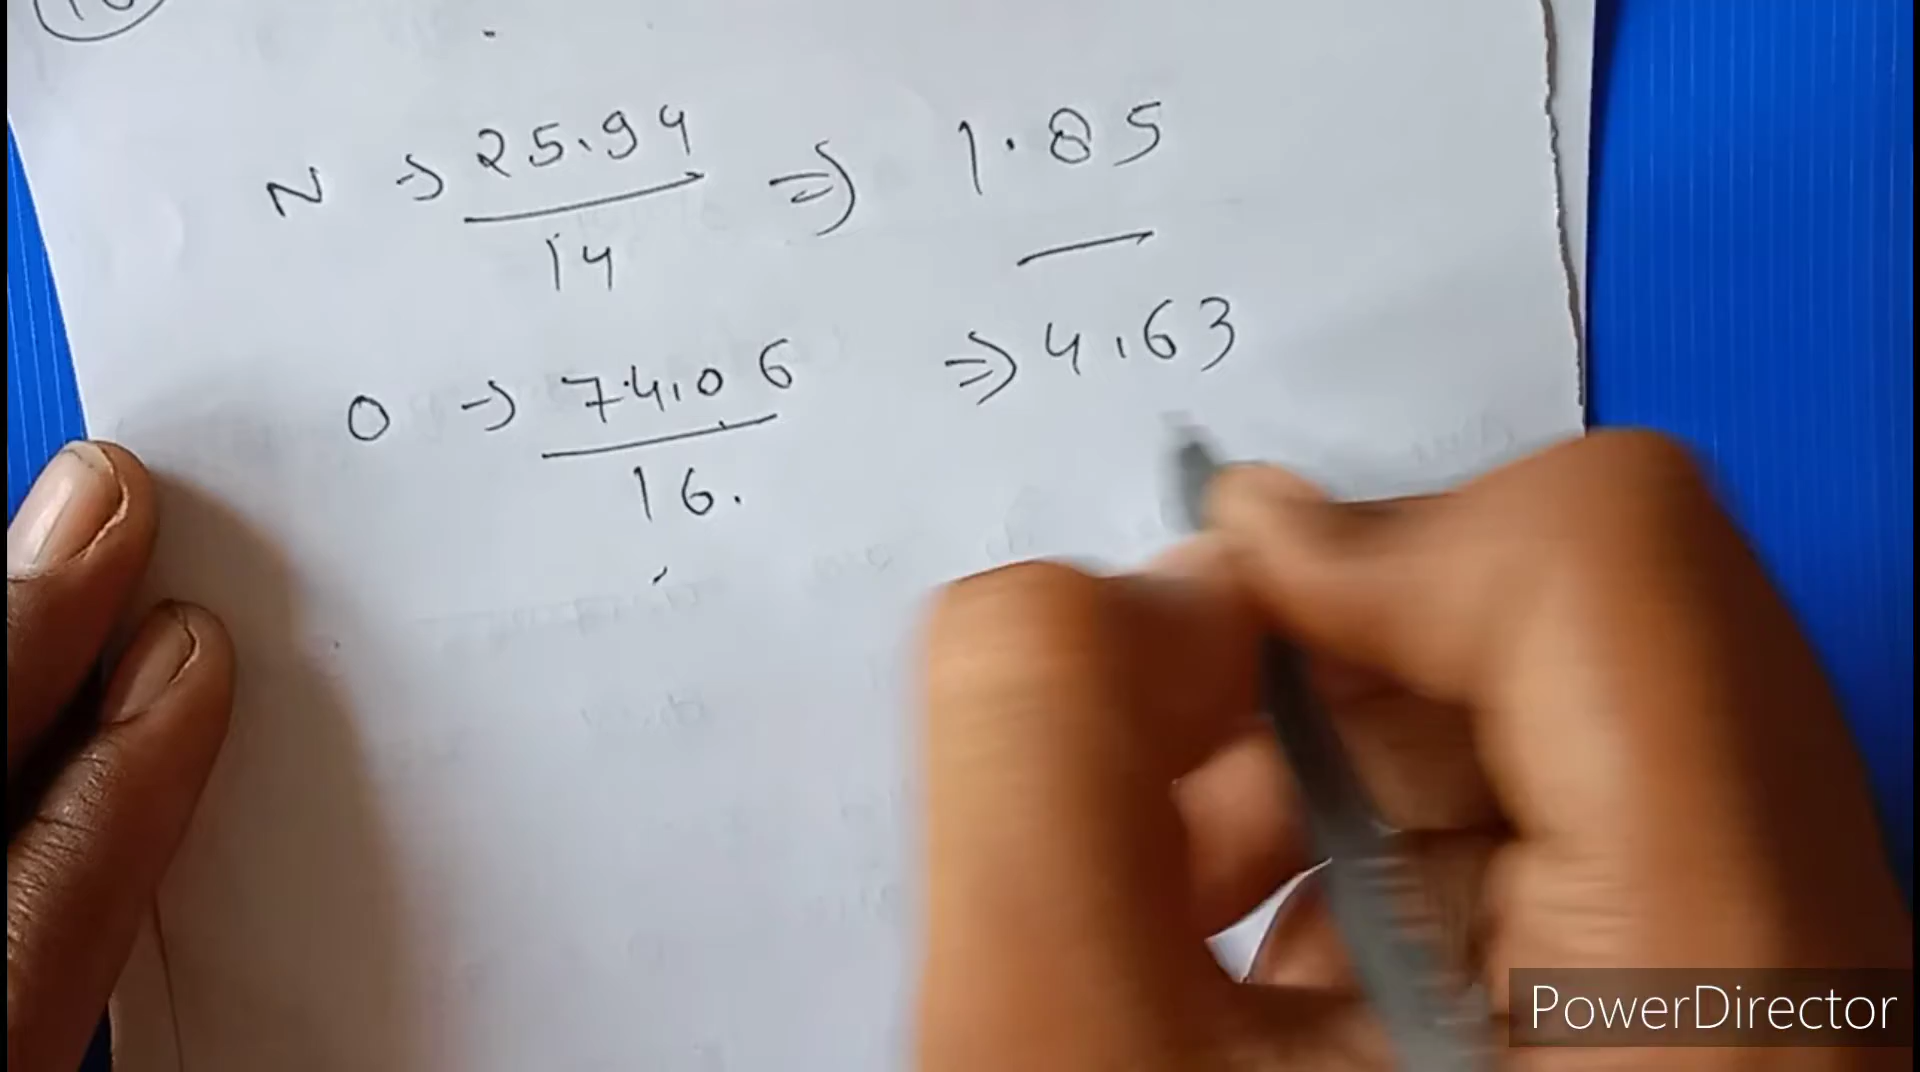 N → 25.94 ⇒ 1.85
14
O → 74.06 ⇒ 4.63
16.
PowerDirector